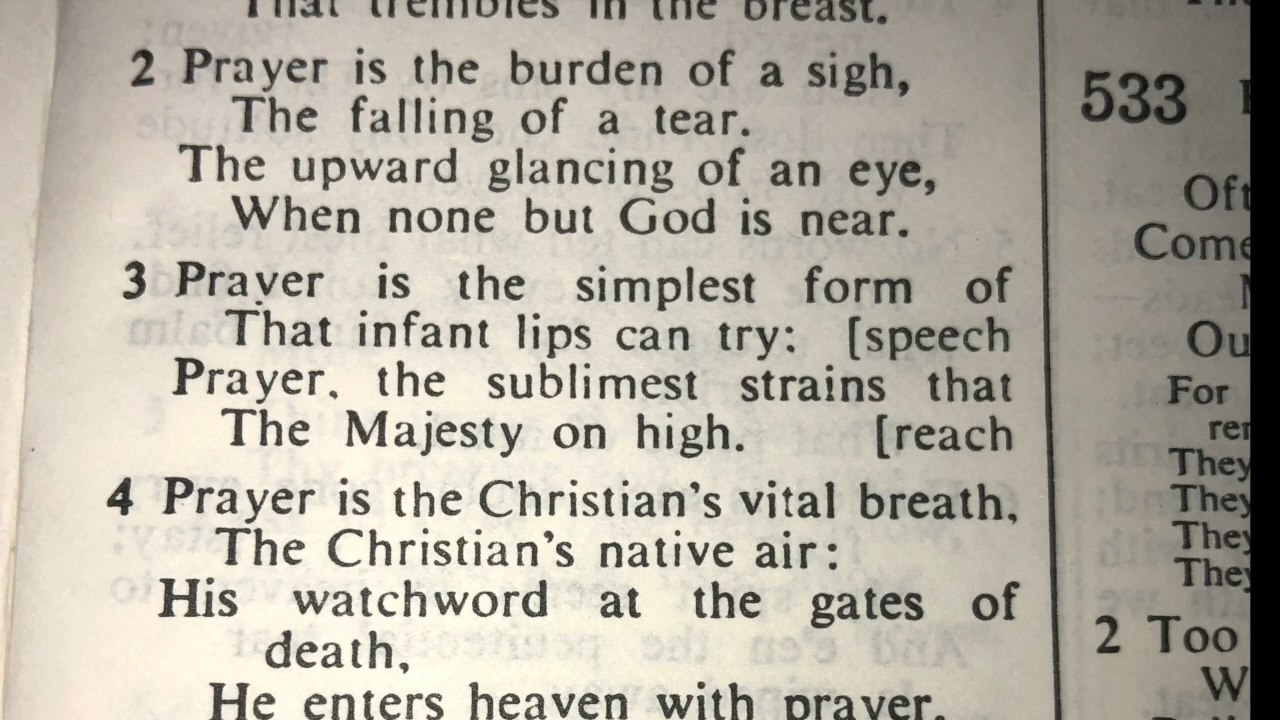 That trembles in the breast.
2 Prayer is the burden of a sigh,
The falling of a tear.
The upward glancing of an eye,
When none but God is near.
3 Prayer is the simplest form of
That infant lips can try: [speech
Prayer, the sublimest strains that
The Majesty on high. [reach
4 Prayer is the Christian's vital breath,
The Christian's native air:
His watchword at the gates of
death,
He enters heaven with prayer.
533
Oft
Come
Ou
For
They
They
They
They
2 Too
W